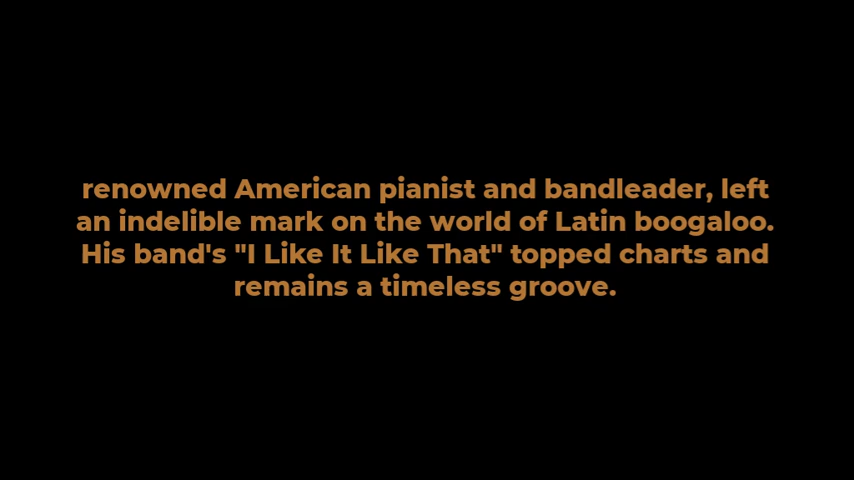 renowned American pianist and bandleader, left
an indelible mark on the world of Latin boogaloo.
His band's "I Like It Like That" topped charts and
remains a timeless groove.